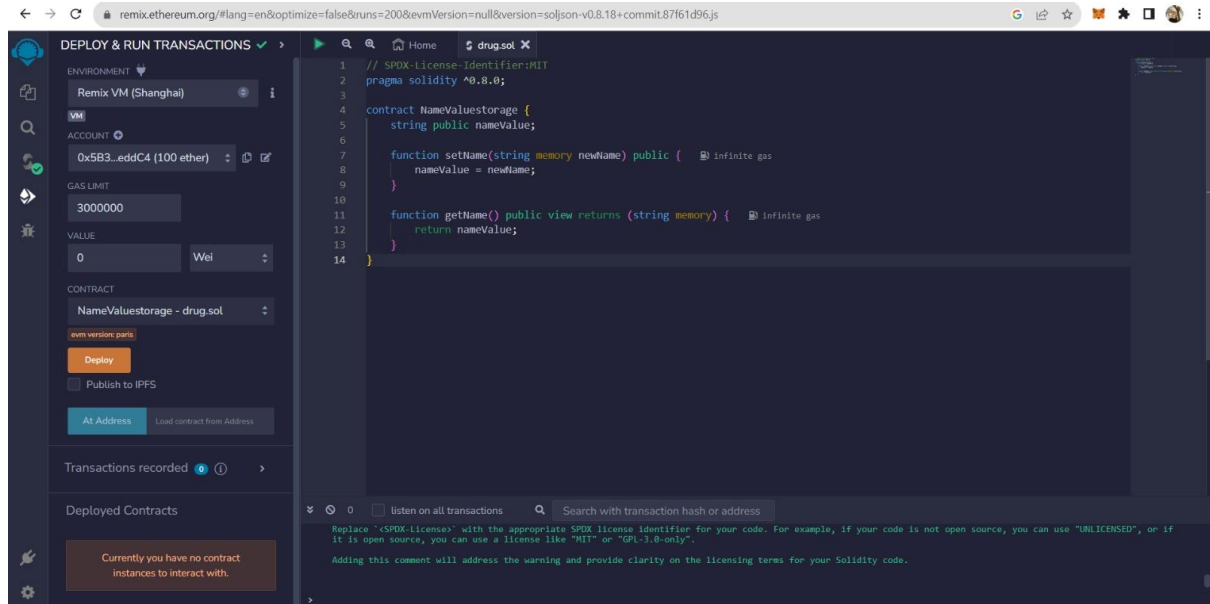 remix.ethereum.org/#lang=en&optimize=false&runs=200&evmVersion=null&version=soljson-v0.8.18+commit.87f61d96.js
DEPLOY & RUN TRANSACTIONS
ENVIRONMENT
Remix VM (Shanghai)
VM
ACCOUNT
0x5B3...eddC4 (100 ether)
GAS LIMIT
3000000
VALUE
0 Wei
CONTRACT
NameValuestorage - drug.sol
evm version: paris
Deploy
Publish to IPFS
At Address Load contract from Address
Transactions recorded 0 i
Deployed Contracts
Currently you have no contract
instances to interact with.
Home drug.sol
1 // SPDX-License-Identifier:MIT
2 pragma solidity ^0.8.0;
3
4 contract NameValuestorage {
5 string public nameValue;
6
7 function setName(string memory newName) public { infinite gas
8 nameValue = newName;
9 }
10
11 function getName() public view returns (string memory) { infinite gas
12 return nameValue;
13 }
14 }
0 listen on all transactions Search with transaction hash or address
Replace `<SPDX-License>` with the appropriate SPDX license identifier for your code. For example, if your code is not open source, you can use "UNLICENSED", or if
it is open source, you can use a license like "MIT" or "GPL-3.0-only".
Adding this comment will address the warning and provide clarity on the licensing terms for your Solidity code.
>